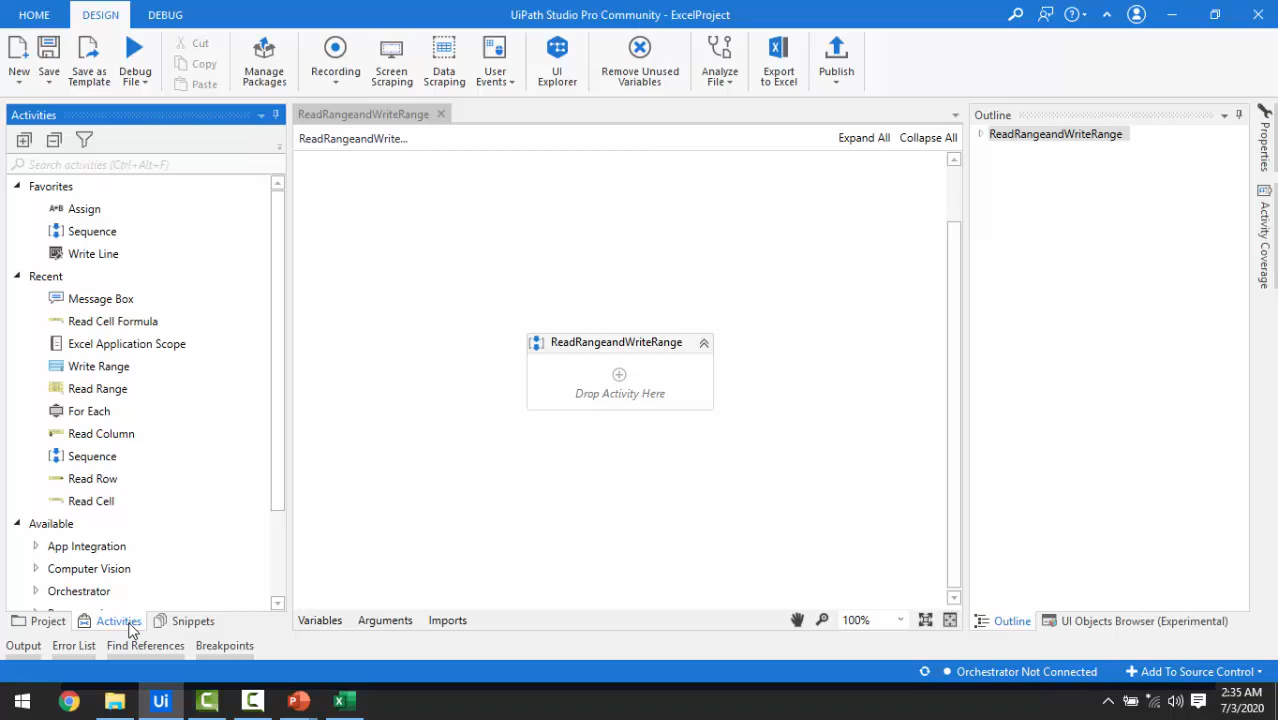 HOME DESIGN DEBUG UiPath Studio Pro Community - ExcelProject
New Save Save as Template Debug File Cut Copy Paste Manage Packages Recording Screen Scraping Data Scraping User Events UI Explorer Remove Unused Variables Analyze File Export to Excel Publish
Activities
Search activities (Ctrl+Alt+F)
Favorites
A+B Assign
Sequence
Write Line
Recent
Message Box
Read Cell Formula
Excel Application Scope
Write Range
Read Range
For Each
Read Column
Sequence
Read Row
Read Cell
Available
App Integration
Computer Vision
Orchestrator
Project Activities Snippets
ReadRangeandWriteRange
ReadRangeandWrite... Expand All Collapse All
ReadRangeandWriteRange
Drop Activity Here
Variables Arguments Imports 100%
Outline
ReadRangeandWriteRange
Outline UI Objects Browser (Experimental)
Properties
Activity Coverage
Output Error List Find References Breakpoints
Orchestrator Not Connected Add To Source Control
Ui
2:35 AM
7/3/2020